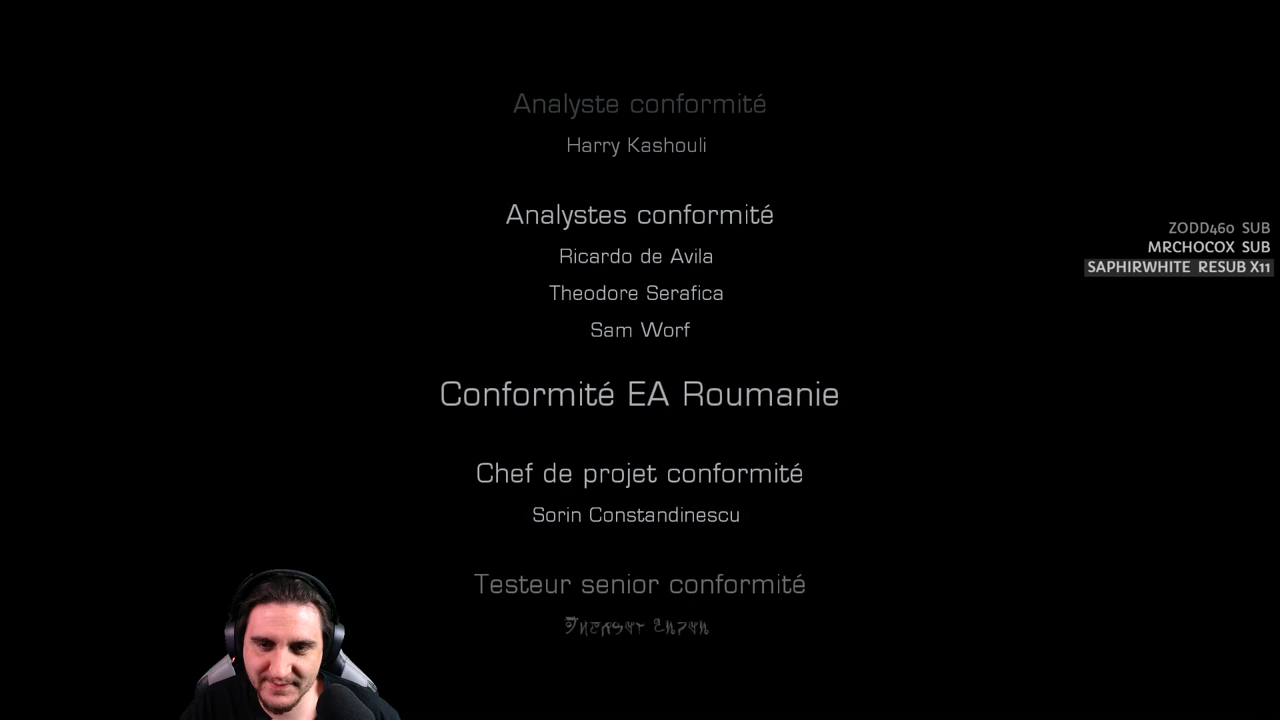 Analyste conformité
Harry Kashouli
Analystes conformité
Ricardo de Avila
Theodore Serafica
Sam Worf
Conformité EA Roumanie
Chef de projet conformité
Sorin Constandinescu
Testeur senior conformité
ZODD460 SUB
MRCHOCOX SUB
SAPHIRWHITE RESUB X11